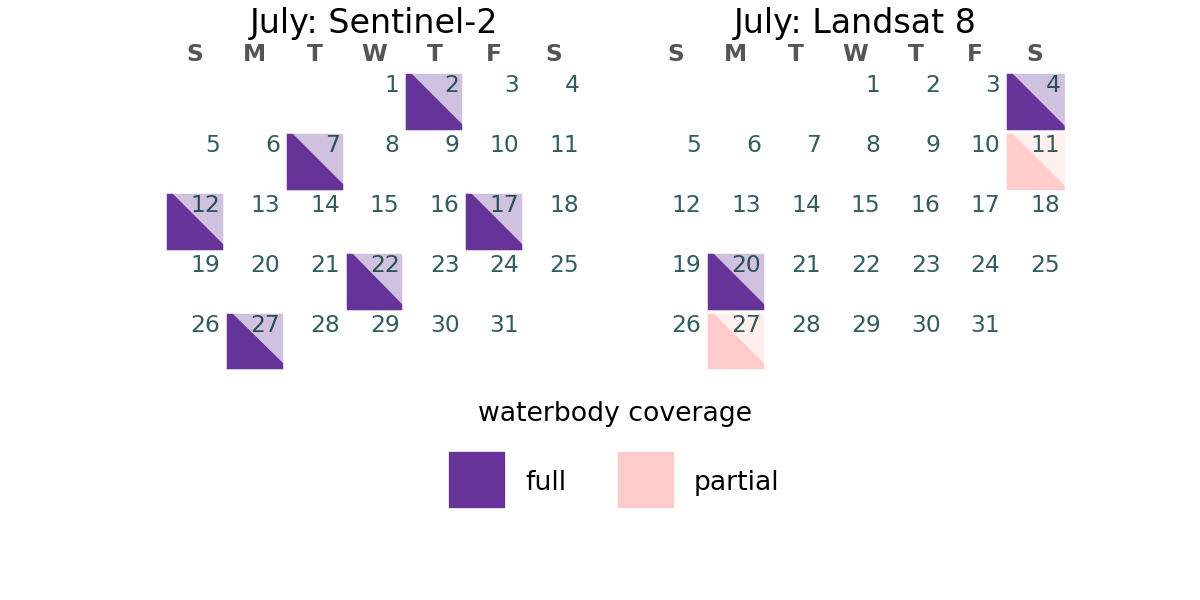 July: Sentinel-2
S M T W T F S
1 2 3 4
5 6 7 8 9 10 11
12 13 14 15 16 17 18
19 20 21 22 23 24 25
26 27 28 29 30 31
July: Landsat 8
S M T W T F S
1 2 3 4
5 6 7 8 9 10 11
12 13 14 15 16 17 18
19 20 21 22 23 24 25
26 27 28 29 30 31
waterbody coverage
full
partial